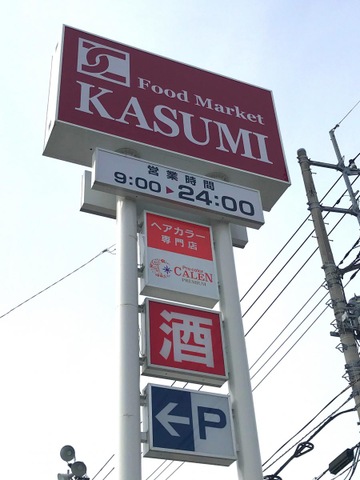 Food Market
KASUMI
営業時間
9:00▶24:00
ヘアカラー
専門店
CALEN
酒
←P